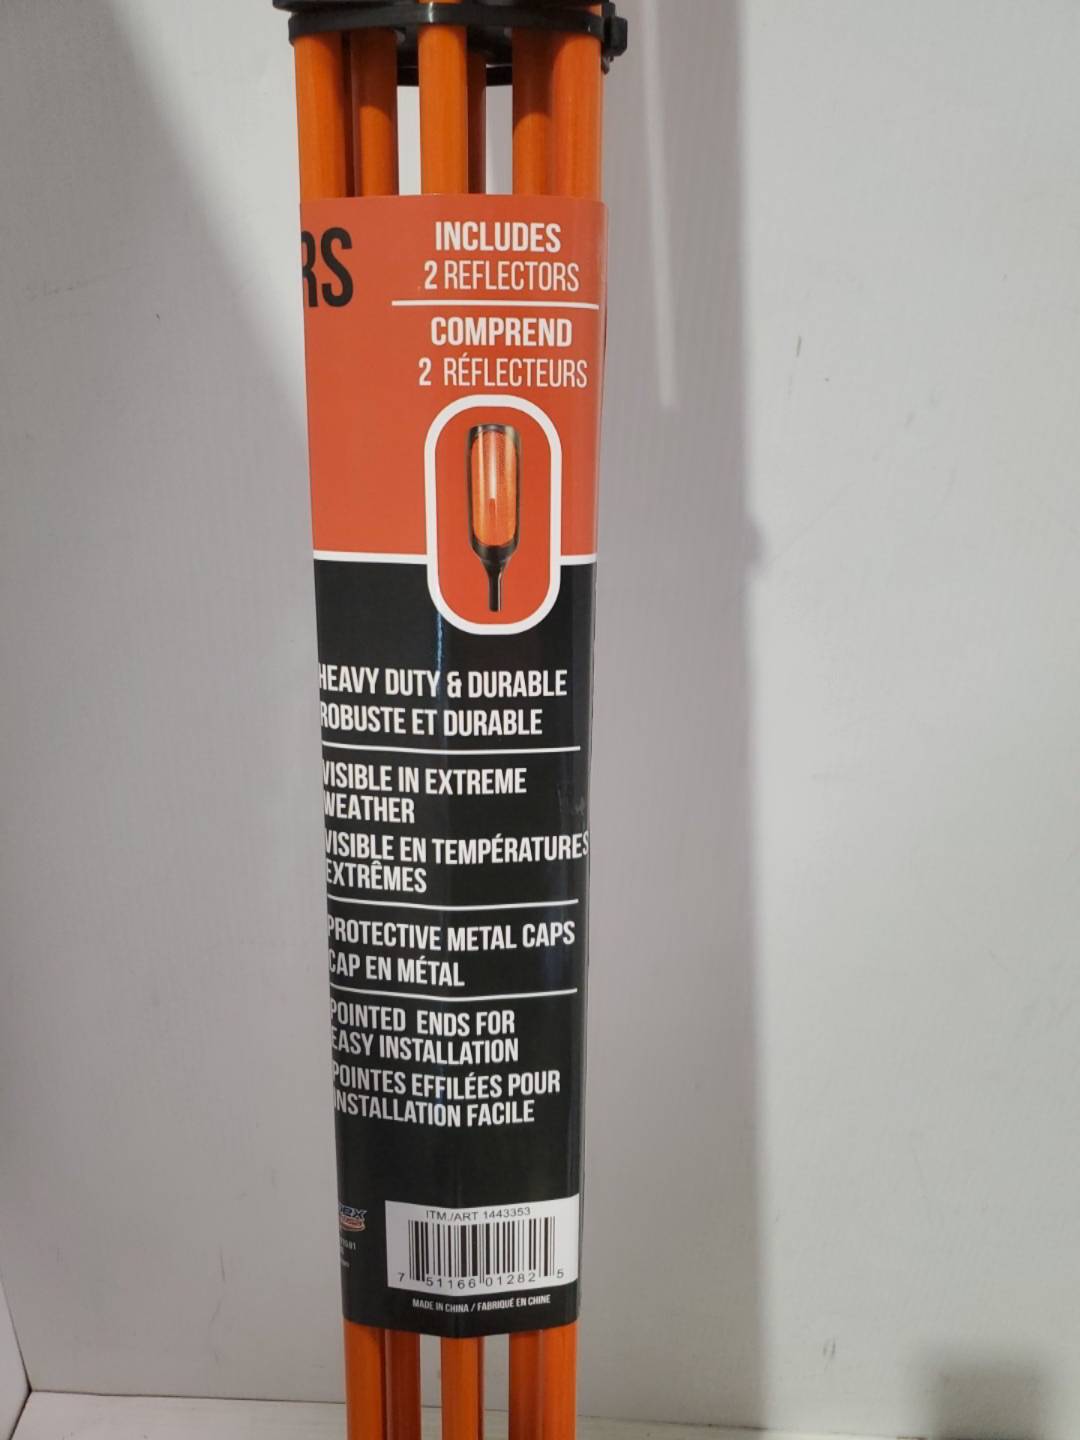 RS
INCLUDES
2 REFLECTORS
COMPREND
2 RÉFLECTEURS
HEAVY DUTY & DURABLE
ROBUSTE ET DURABLE
VISIBLE IN EXTREME
WEATHER
VISIBLE EN TEMPÉRATURES
EXTRÊMES
PROTECTIVE METAL CAPS
CAP EN MÉTAL
POINTED ENDS FOR
EASY INSTALLATION
POINTES EFFILÉES POUR
INSTALLATION FACILE
ITM./ART 1443353
7 51166 01282 5
MADE IN CHINA / FABRIQUÉ EN CHINE